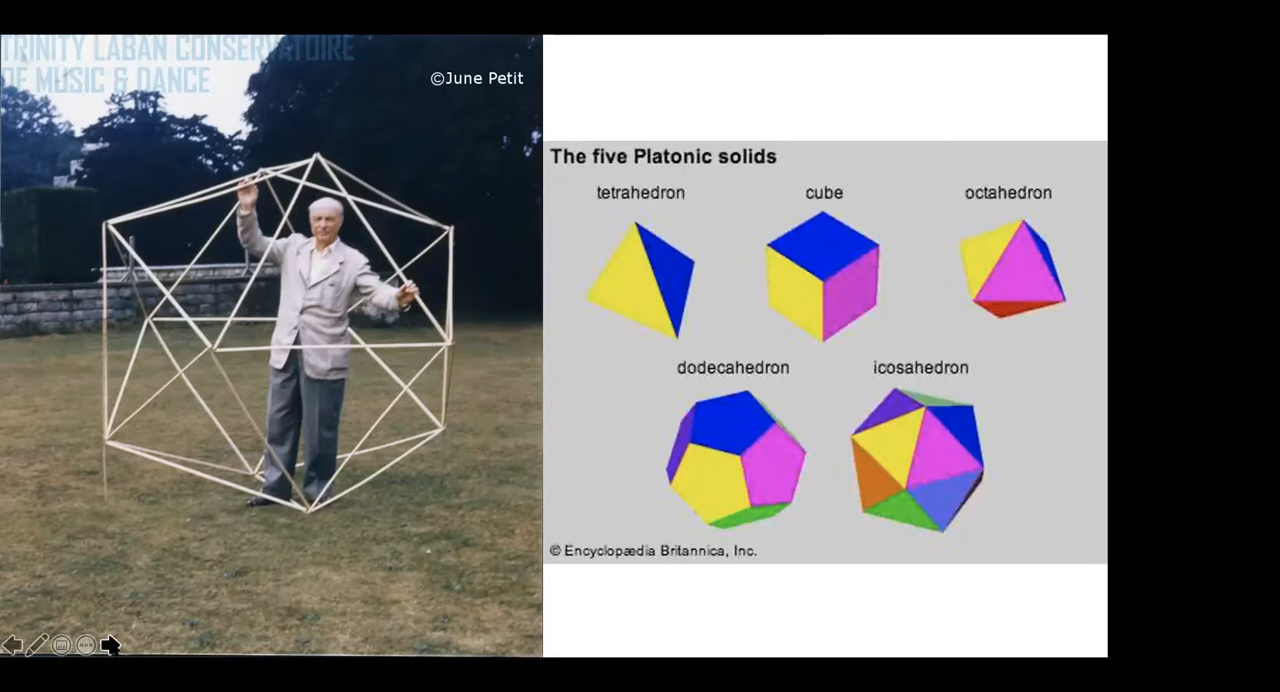 TRINITY LABAN CONSERVATOIRE
OF MUSIC & DANCE
©June Petit
The five Platonic solids
tetrahedron
cube
octahedron
dodecahedron
icosahedron
© Encyclopædia Britannica, Inc.